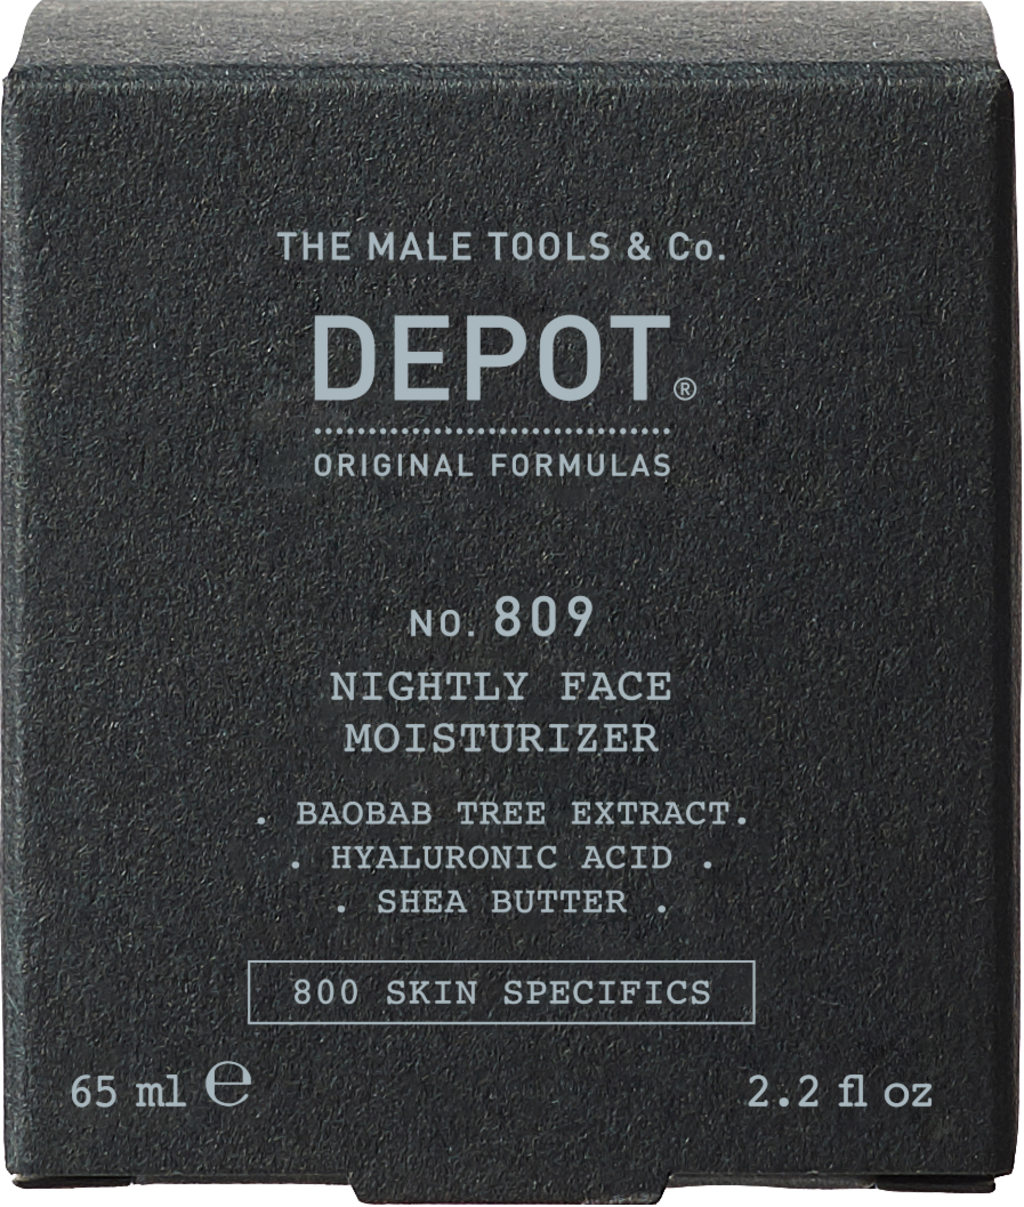 THE MALE TOOLS & Co.
DEPOT®
ORIGINAL FORMULAS
NO. 809
NIGHTLY FACE
MOISTURIZER
. BAOBAB TREE EXTRACT.
. HYALURONIC ACID .
. SHEA BUTTER .
800 SKIN SPECIFICS
65 ml ℮
2.2 fl oz